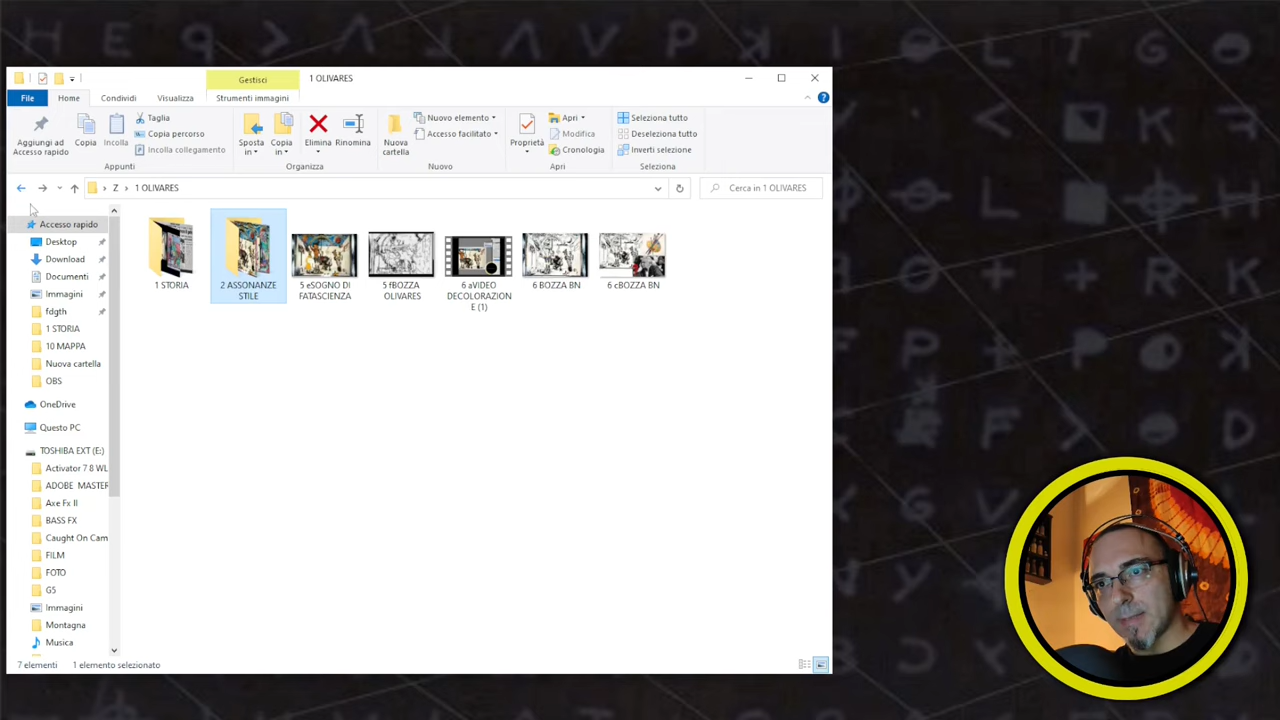 Gestisci
1 OLIVARES
File
Home
Condividi
Visualizza
Strumenti immagini
Aggiungi ad
Accesso rapido
Copia
Incolla
Taglia
Copia percorso
Incolla collegamento
Appunti
Sposta
in
Copia
in
Elimina
Rinomina
Organizza
Nuova
cartella
Nuovo elemento
Accesso facilitato
Nuovo
Proprietà
Apri
Modifica
Cronologia
Apri
Seleziona tutto
Deseleziona tutto
Inverti selezione
Seleziona
Z
1 OLIVARES
Cerca in 1 OLIVARES
Accesso rapido
Desktop
Download
Documenti
Immagini
fdgth
1 STORIA
10 MAPPA
Nuova cartella
OBS
OneDrive
Questo PC
TOSHIBA EXT (E:)
Activator 7 8 WL
ADOBE MASTER
Axe Fx II
BASS FX
Caught On Cam
FILM
FOTO
G5
Immagini
Montagna
Musica
1 STORIA
2 ASSONANZE
STILE
5 eSOGNO DI
FATASCIENZA
5 fBOZZA
OLIVARES
6 aVIDEO
DECOLORAZION
E (1)
6 BOZZA BN
6 cBOZZA BN
7 elementi
1 elemento selezionato